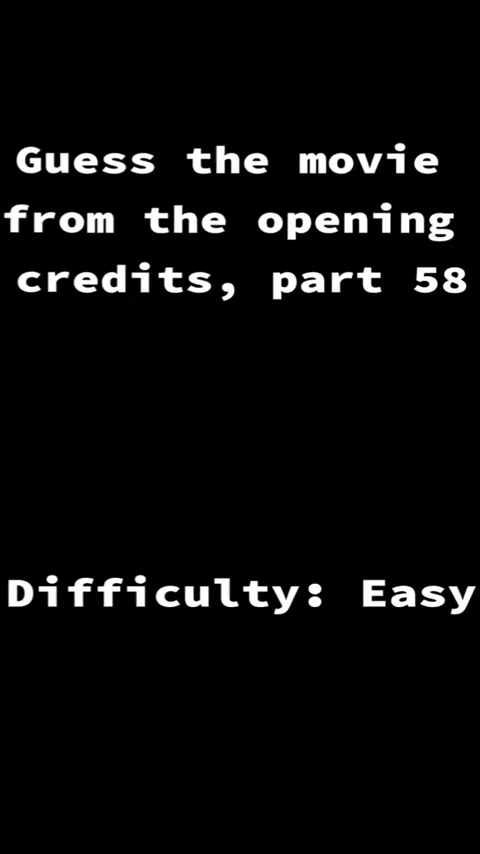 Guess the movie
from the opening
credits, part 58
Difficulty: Easy